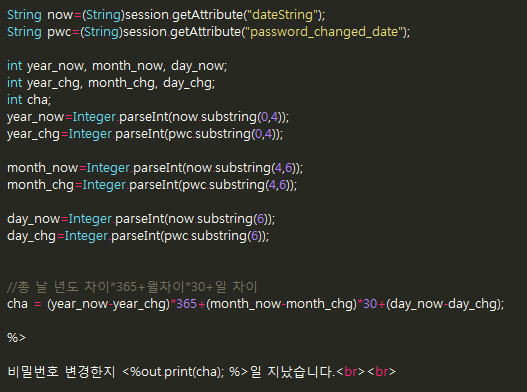 String now=(String)session.getAttribute("dateString");
String pwc=(String)session.getAttribute("password_changed_date");
int year_now, month_now, day_now;
int year_chg, month_chg, day_chg;
int cha;
year_now=Integer.parseInt(now.substring(0,4));
year_chg=Integer.parseInt(pwc.substring(0,4));
month_now=Integer.parseInt(now.substring(4,6));
month_chg=Integer.parseInt(pwc.substring(4,6));
day_now=Integer.parseInt(now.substring(6));
day_chg=Integer.parseInt(pwc.substring(6));
//총 날 년도 차이*365+월차이*30+일 차이
cha = (year_now-year_chg)*365+(month_now-month_chg)*30+(day_now-day_chg);
%>
비밀번호 변경한지 <%out.print(cha); %>일 지났습니다.<br><br>